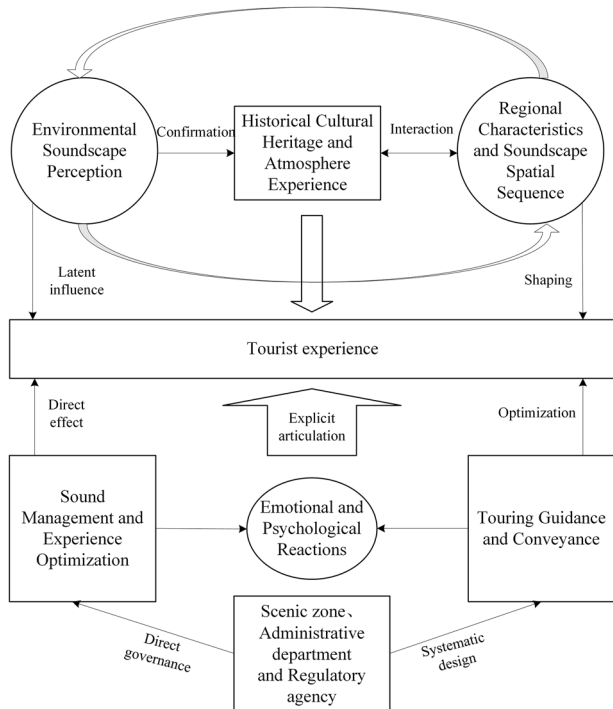 Environmental
Soundscape
Perception
Confirmation
Historical Cultural
Heritage and
Atmosphere
Experience
Interaction
Regional
Characteristics
and Soundscape
Spatial
Sequence
Latent
influence
Shaping
Tourist experience
Direct
effect
Explicit
articulation
Optimization
Sound
Management and
Experience
Optimization
Emotional and
Psychological
Reactions
Touring Guidance
and Conveyance
Direct
governance
Scenic zone、
Administrative
department
and Regulatory
agency
Systematic
design